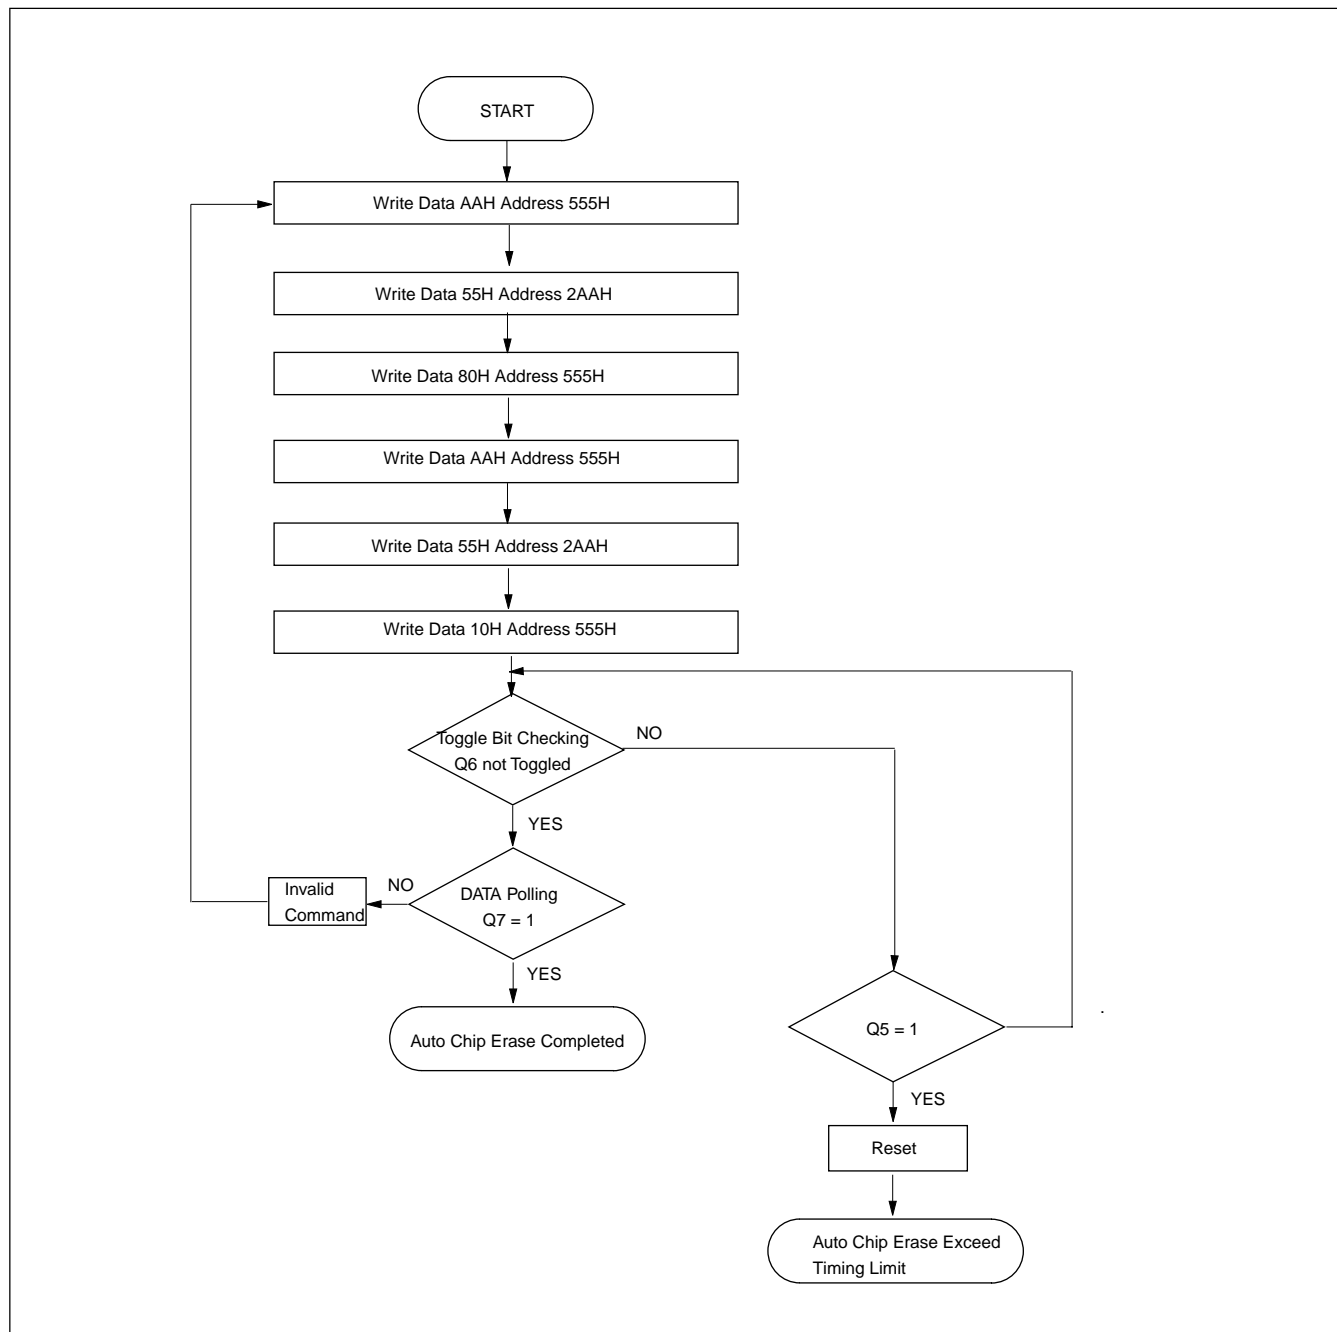 START
Write Data AAH Address 555H
Write Data 55H Address 2AAH
Write Data 80H Address 555H
Write Data AAH Address 555H
Write Data 55H Address 2AAH
Write Data 10H Address 555H
Toggle Bit Checking
Q6 not Toggled
NO
YES
Invalid
Command
NO
DATA Polling
Q7 = 1
YES
Auto Chip Erase Completed
Q5 = 1
.
YES
Reset
Auto Chip Erase Exceed
Timing Limit